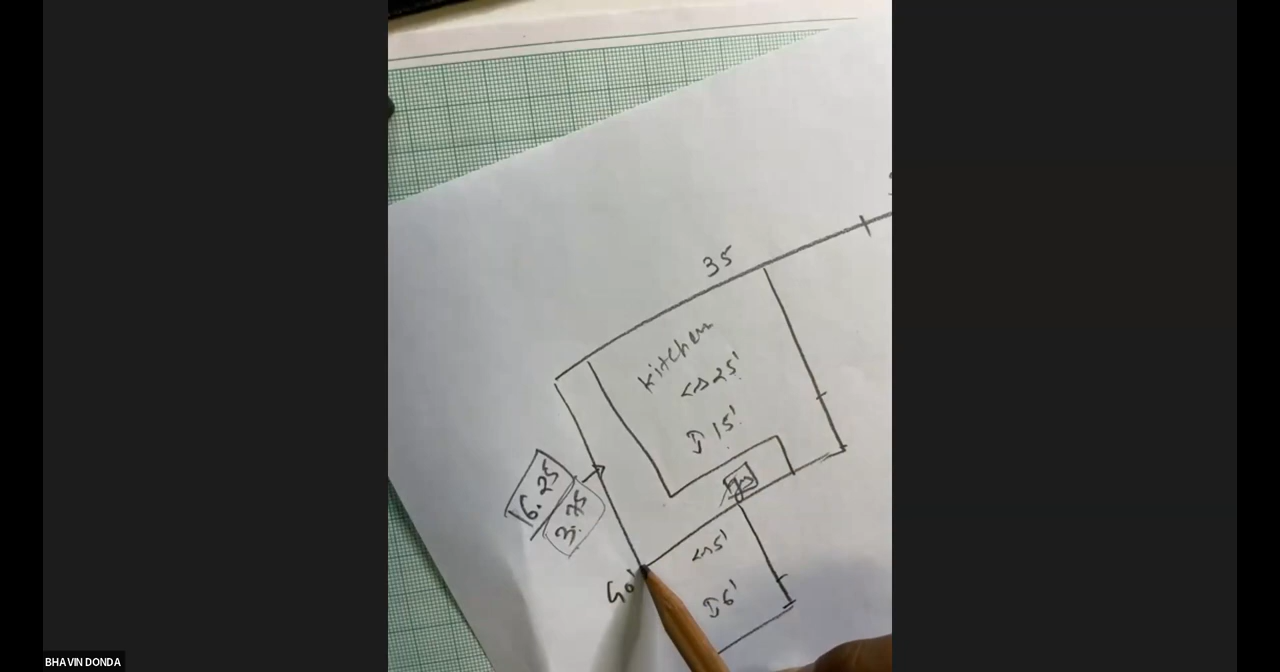 35
kitchen
25'
D 15'
16.25
3.75
5'
D 6'
BHAVIN DONDA